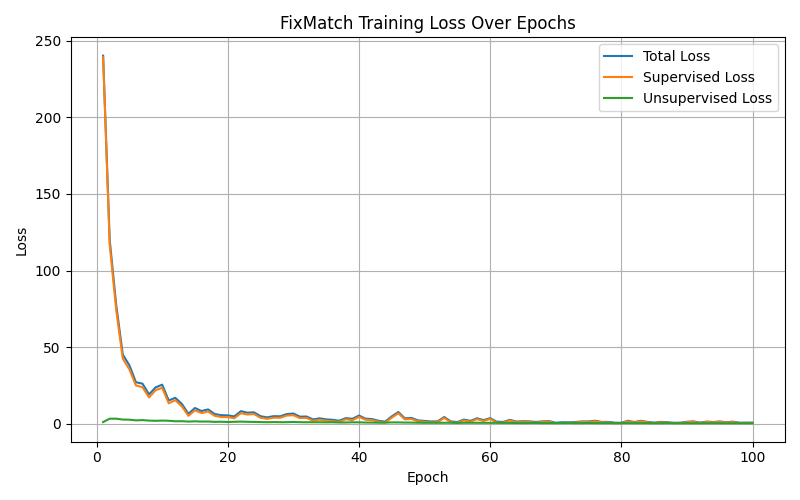 FixMatch Training Loss Over Epochs
250
200
150
100
50
0
Loss
Total Loss
Supervised Loss
Unsupervised Loss
0 20 40 60 80 100
Epoch